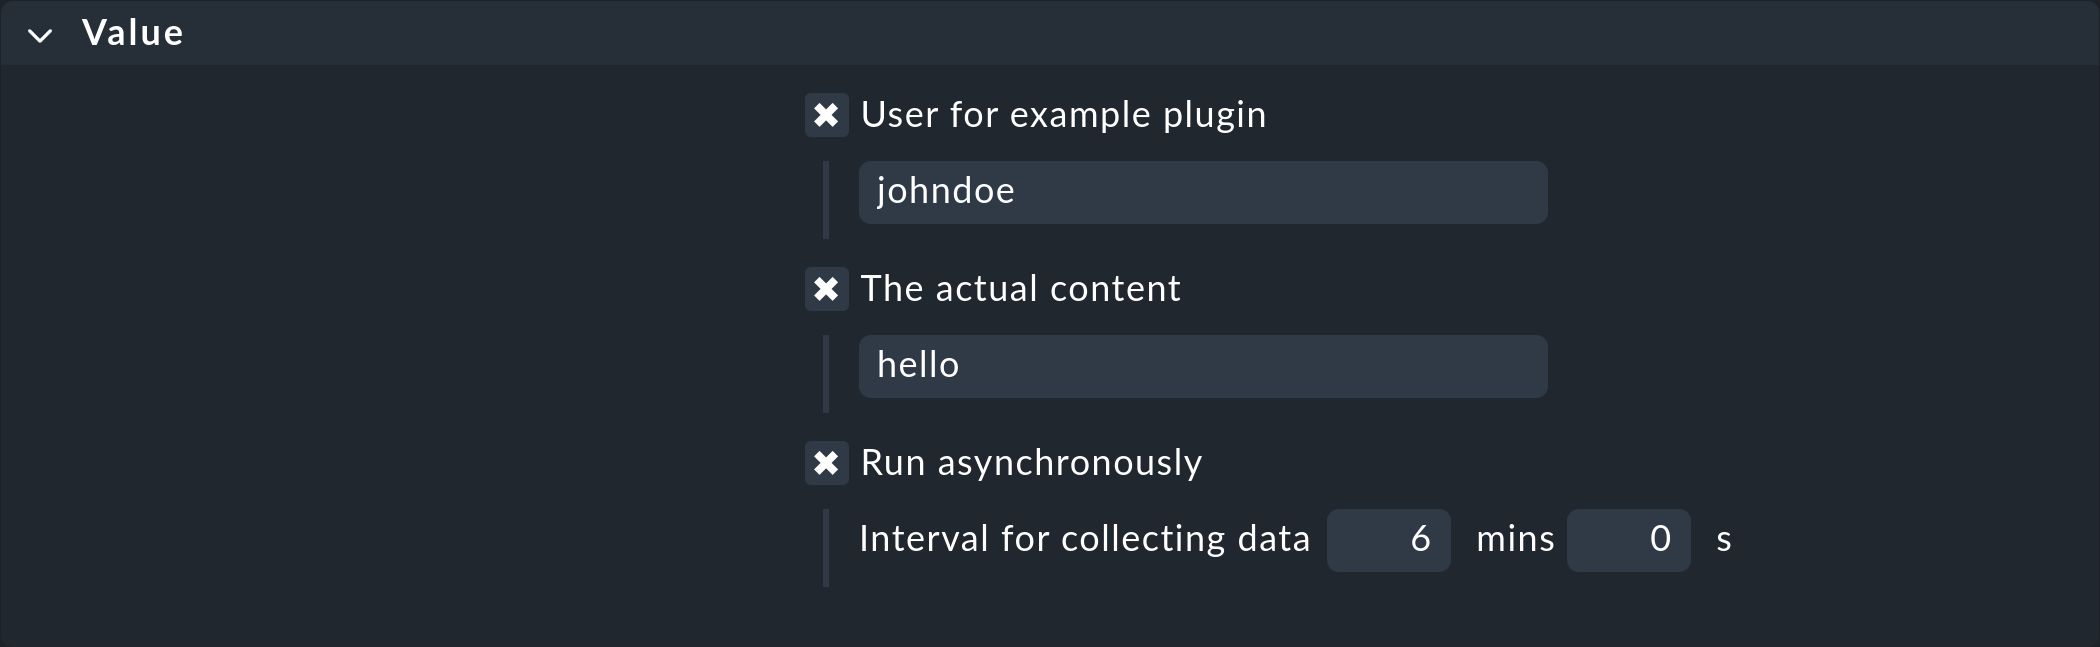 Value
User for example plugin
johndoe
The actual content
hello
Run asynchronously
Interval for collecting data 6 mins 0 s